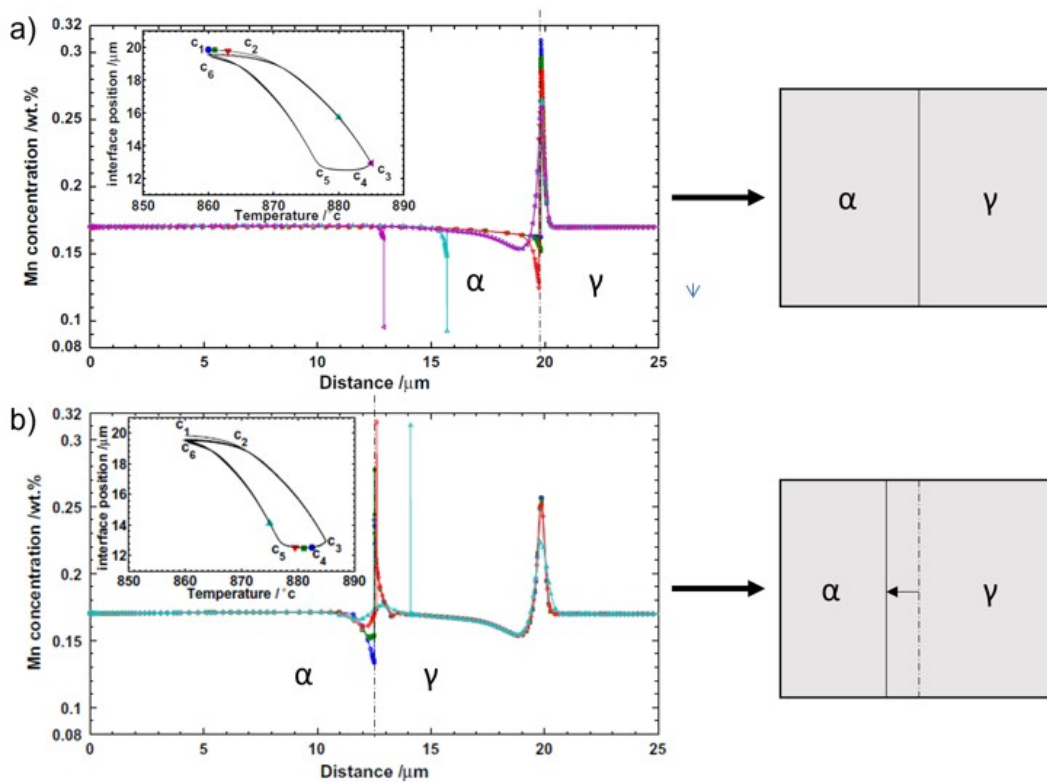 a)
Mn concentration /wt.%
0.32
0.3
0.25
0.2
0.15
0.1
0.08
interface position /μm
20
18
16
14
12
c1
c2
c6
c5
c4
c3
850
860
870
880
890
Temperature /°c
α
γ
0
5
10
15
20
25
Distance /μm
α
γ
b)
Mn concentration /wt.%
0.32
0.3
0.25
0.2
0.15
0.1
0.08
interface position /μm
20
18
16
14
12
c1
c2
c6
c5
c4
c3
850
860
870
880
890
Temperature /°c
α
γ
0
5
10
15
20
25
Distance /μm
α
γ